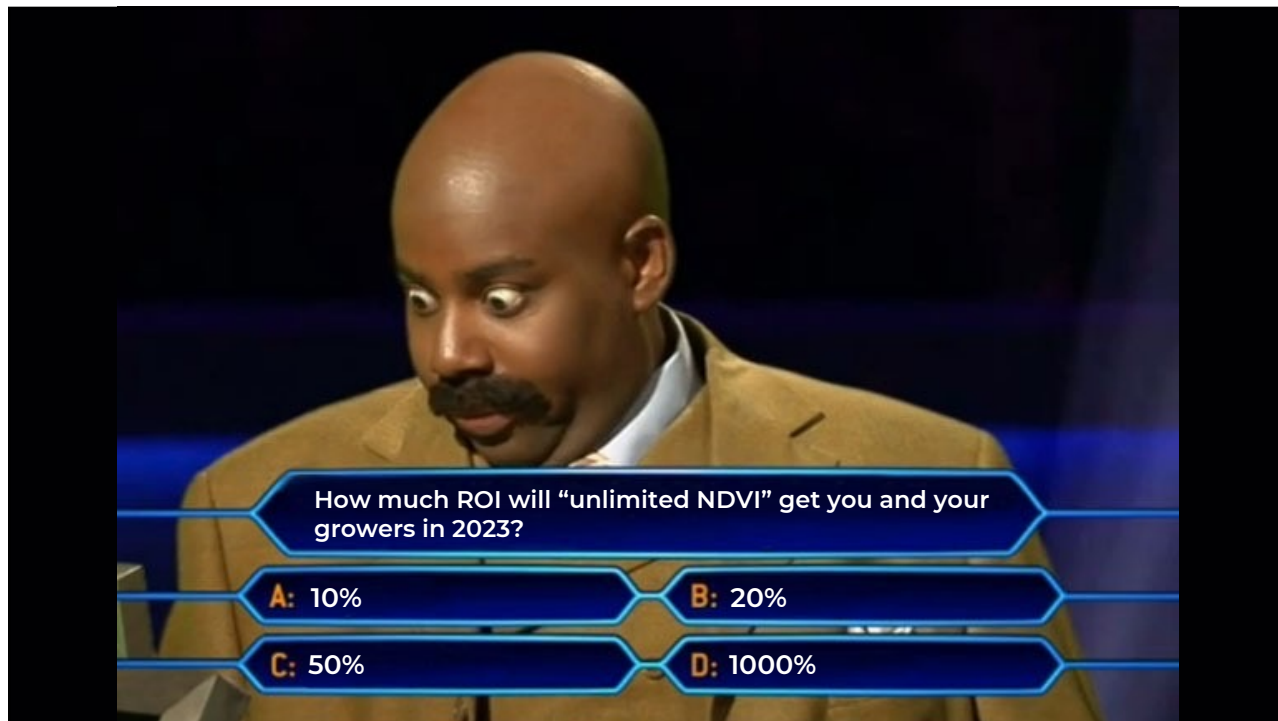 How much ROI will “unlimited NDVI” get you and your
growers in 2023?
A: 10%
B: 20%
C: 50%
D: 1000%